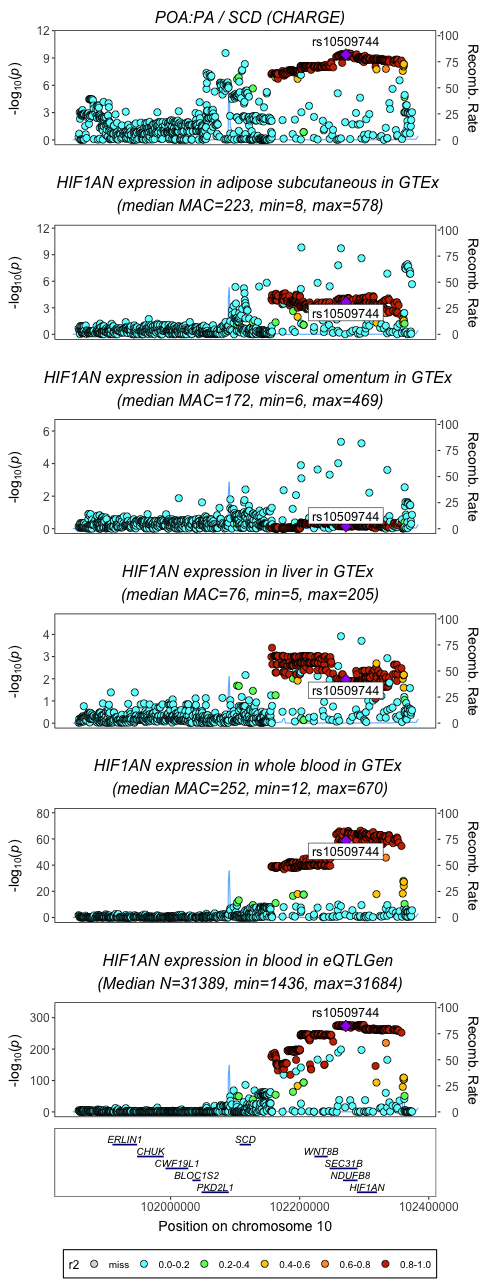 POA:PA / SCD (CHARGE)
12
9
6
3
0
-log10(p)
100
75
50
25
0
Recomb. Rate
rs10509744
HIF1AN expression in adipose subcutaneous in GTEx
(median MAC=223, min=8, max=578)
12
9
6
3
0
-log10(p)
100
75
50
25
0
Recomb. Rate
rs10509744
HIF1AN expression in adipose visceral omentum in GTEx
(median MAC=172, min=6, max=469)
6
4
2
0
-log10(p)
100
75
50
25
0
Recomb. Rate
rs10509744
HIF1AN expression in liver in GTEx
(median MAC=76, min=5, max=205)
4
3
2
1
0
-log10(p)
100
75
50
25
0
Recomb. Rate
rs10509744
HIF1AN expression in whole blood in GTEx
(median MAC=252, min=12, max=670)
80
60
40
20
0
-log10(p)
100
75
50
25
0
Recomb. Rate
rs10509744
HIF1AN expression in blood in eQTLGen
(Median N=31389, min=1436, max=31684)
300
200
100
0
-log10(p)
100
75
50
25
0
Recomb. Rate
rs10509744
ERLIN1 SCD WNT8B
CHUK SEC31B
CWF19L1 NDUFB8
BLOC1S2 HIF1AN
PKD2L1
102000000 102200000 102400000
Position on chromosome 10
r2 miss 0.0-0.2 0.2-0.4 0.4-0.6 0.6-0.8 0.8-1.0